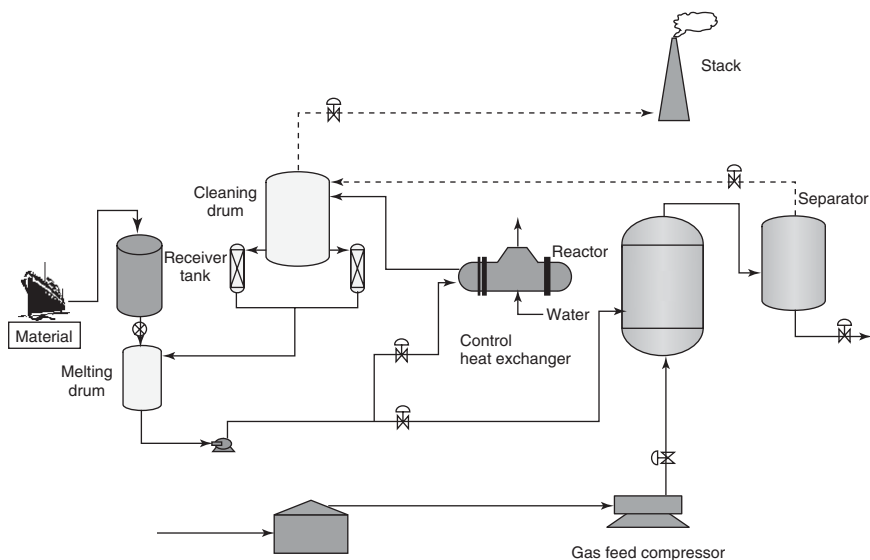 Stack
Cleaning
drum
Separator
Receiver
tank
Reactor
Material
Water
Control
heat exchanger
Melting
drum
Gas feed compressor